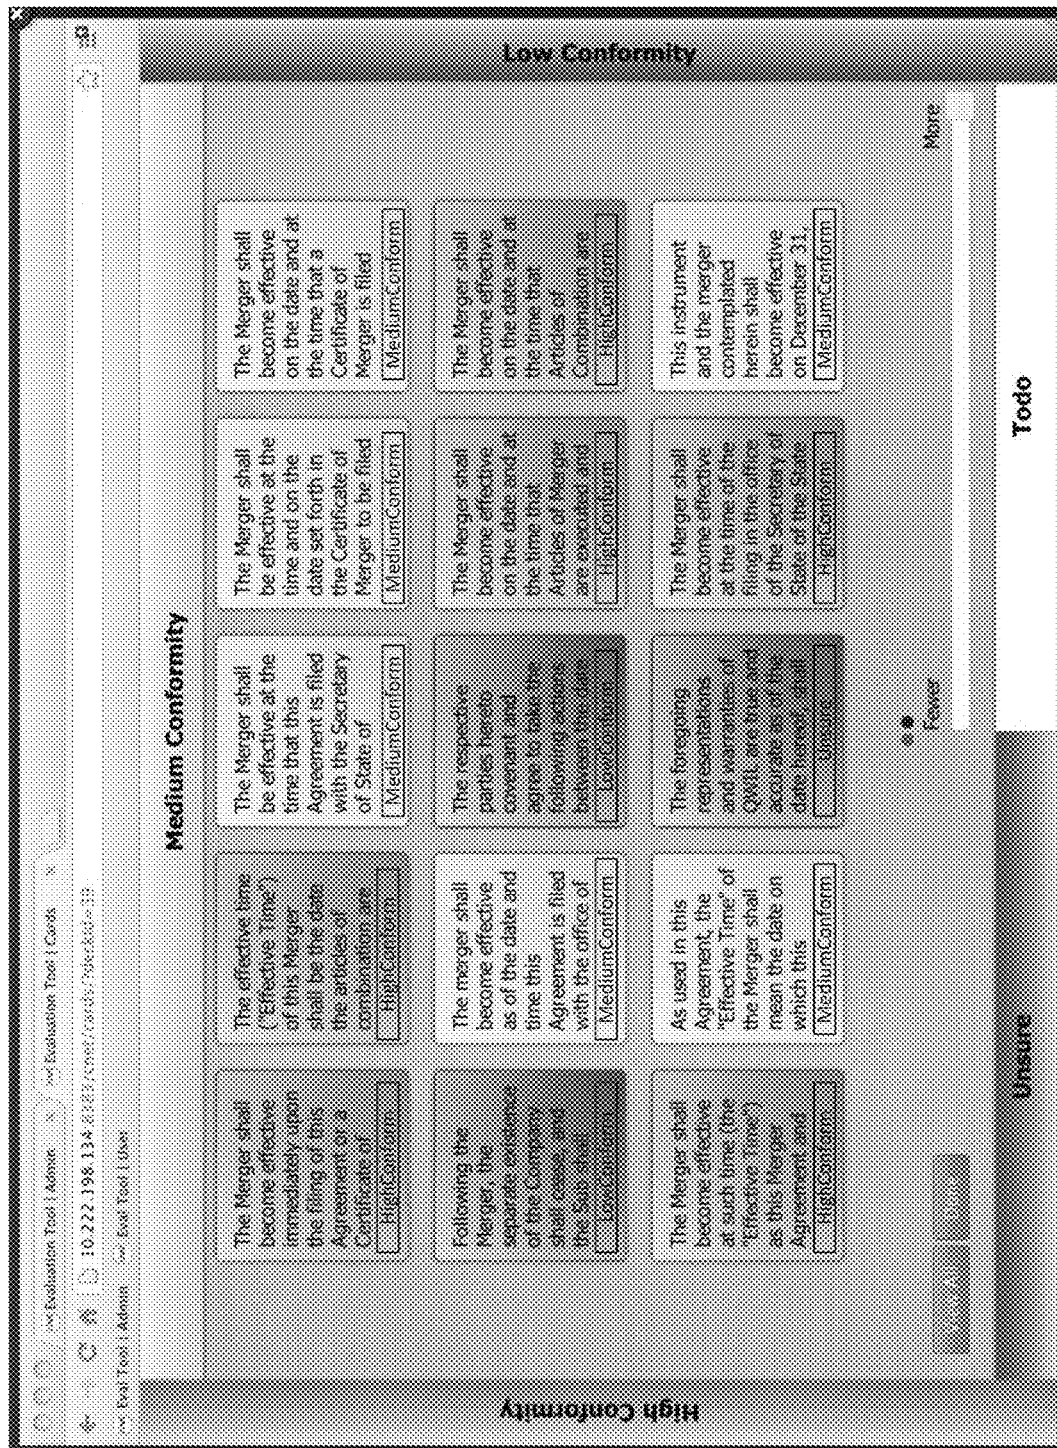 Evaluation Tool | Admin
Evaluation Tool | Cards
10.222.198.134
Eval Tool | Admin
Eval Tool | User
Medium Conformity
High Conformity
Low Conformity
The Merger shall
become effective
immediately upon
the filing of this
Agreement or a
Certificate of
HighConform
The effective time
("Effective Time")
of this Merger
shall be the date
the articles of
combination are
HighConform
The Merger shall
be effective at the
time that this
Agreement is filed
with the Secretary
of State of
MediumConform
The Merger shall
be effective at the
time and on the
date set forth in
the Certificate of
Merger to be filed
MediumConform
The Merger shall
become effective
on the date and at
the time that a
Certificate of
Merger is filed
MediumConform
Following the
Merger, the
separate existence
of the Company
shall cease, and
the Sub shall
LowConform
The merger shall
become effective
as of the date and
time this
Agreement is filed
with the office of
MediumConform
The respective
parties hereto
covenant and
agree to take the
following actions
between the date
LowConform
The Merger shall
become effective
on the date and at
the time that
Articles of Merger
are executed and
HighConform
The Merger shall
become effective
on the date and at
the time that
Articles of
Combination are
HighConform
The Merger shall
become effective
at such time (the
"Effective Time")
as this Merger
Agreement and
HighConform
As used in this
Agreement, the
"Effective Time" of
the Merger shall
mean the date on
which this
MediumConform
The foregoing
representations
and warranties of
QWIL are true and
accurate as of the
date hereof, shall
Unsure
The Merger shall
become effective
at the time of the
filing in the office
of the Secretary of
State of the State
HighConform
This instrument
and the merger
contemplated
herein shall
become effective
on December 31,
MediumConform
Fewer
More
Unsure
Todo